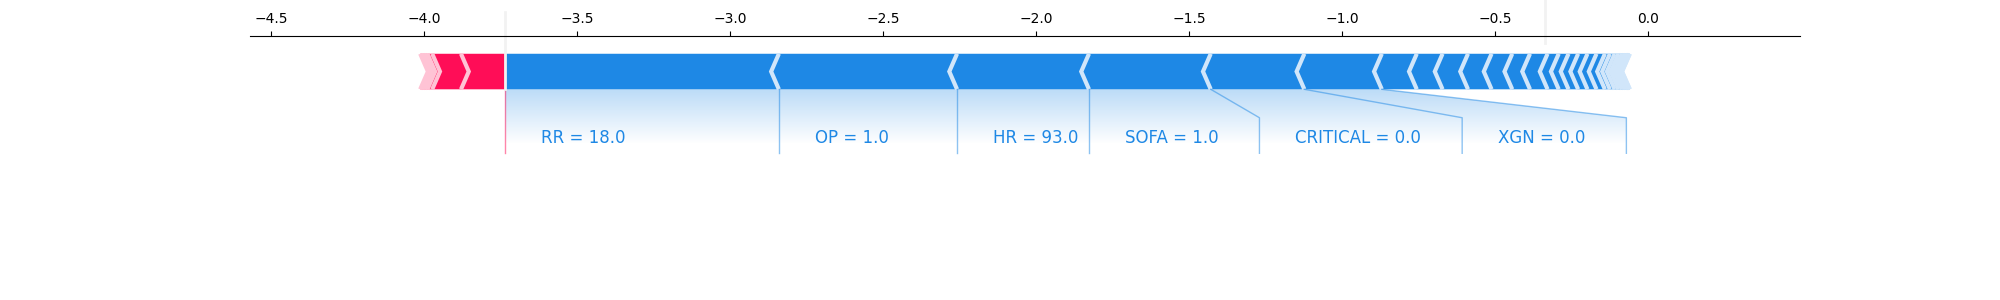 −4.5 −4.0 −3.5 −3.0 −2.5 −2.0 −1.5 −1.0 −0.5 0.0
RR = 18.0 OP = 1.0 HR = 93.0 SOFA = 1.0 CRITICAL = 0.0 XGN = 0.0